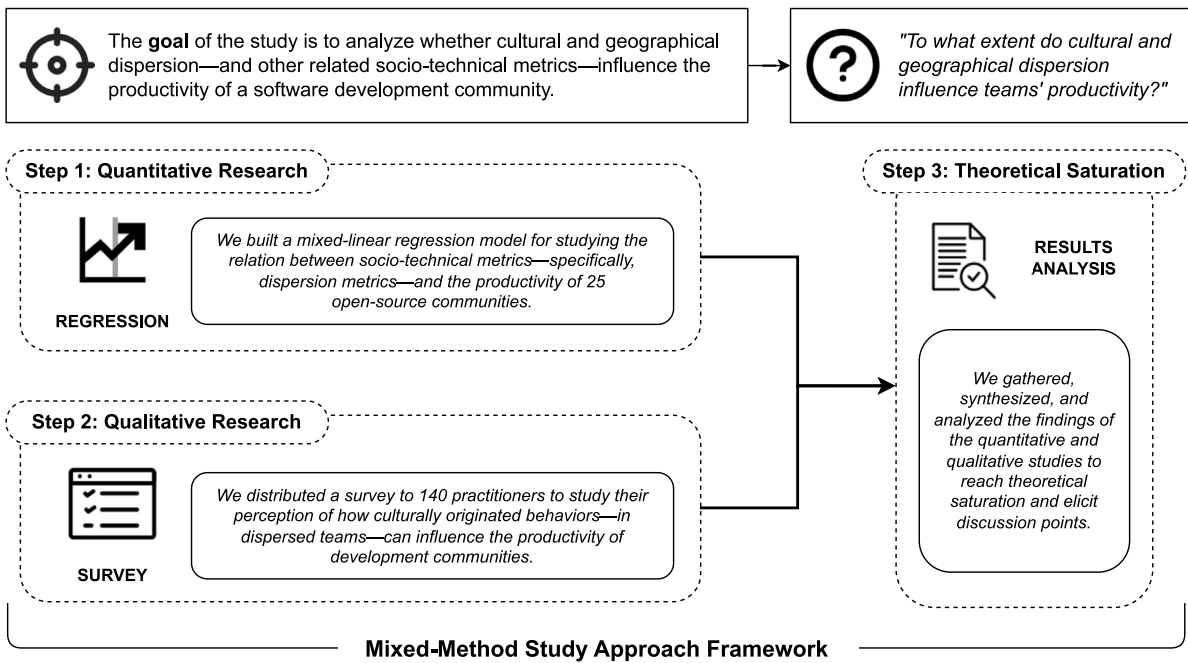 The goal of the study is to analyze whether cultural and geographical
dispersion—and other related socio-technical metrics—influence the
productivity of a software development community.
"To what extent do cultural and
geographical dispersion
influence teams' productivity?"
Step 1: Quantitative Research
REGRESSION
We built a mixed-linear regression model for studying the
relation between socio-technical metrics—specifically,
dispersion metrics—and the productivity of 25
open-source communities.
Step 2: Qualitative Research
SURVEY
We distributed a survey to 140 practitioners to study their
perception of how culturally originated behaviors—in
dispersed teams—can influence the productivity of
development communities.
Step 3: Theoretical Saturation
RESULTS
ANALYSIS
We gathered,
synthesized, and
analyzed the findings of
the quantitative and
qualitative studies to
reach theoretical
saturation and elicit
discussion points.
Mixed-Method Study Approach Framework